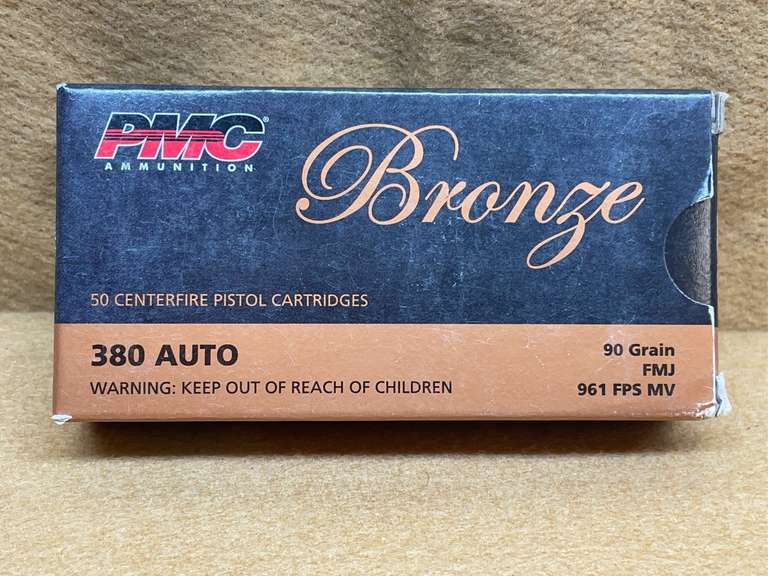 PMC®
AMMUNITION
Bronze
50 CENTERFIRE PISTOL CARTRIDGES
380 AUTO
WARNING: KEEP OUT OF REACH OF CHILDREN
90 Grain
FMJ
961 FPS MV